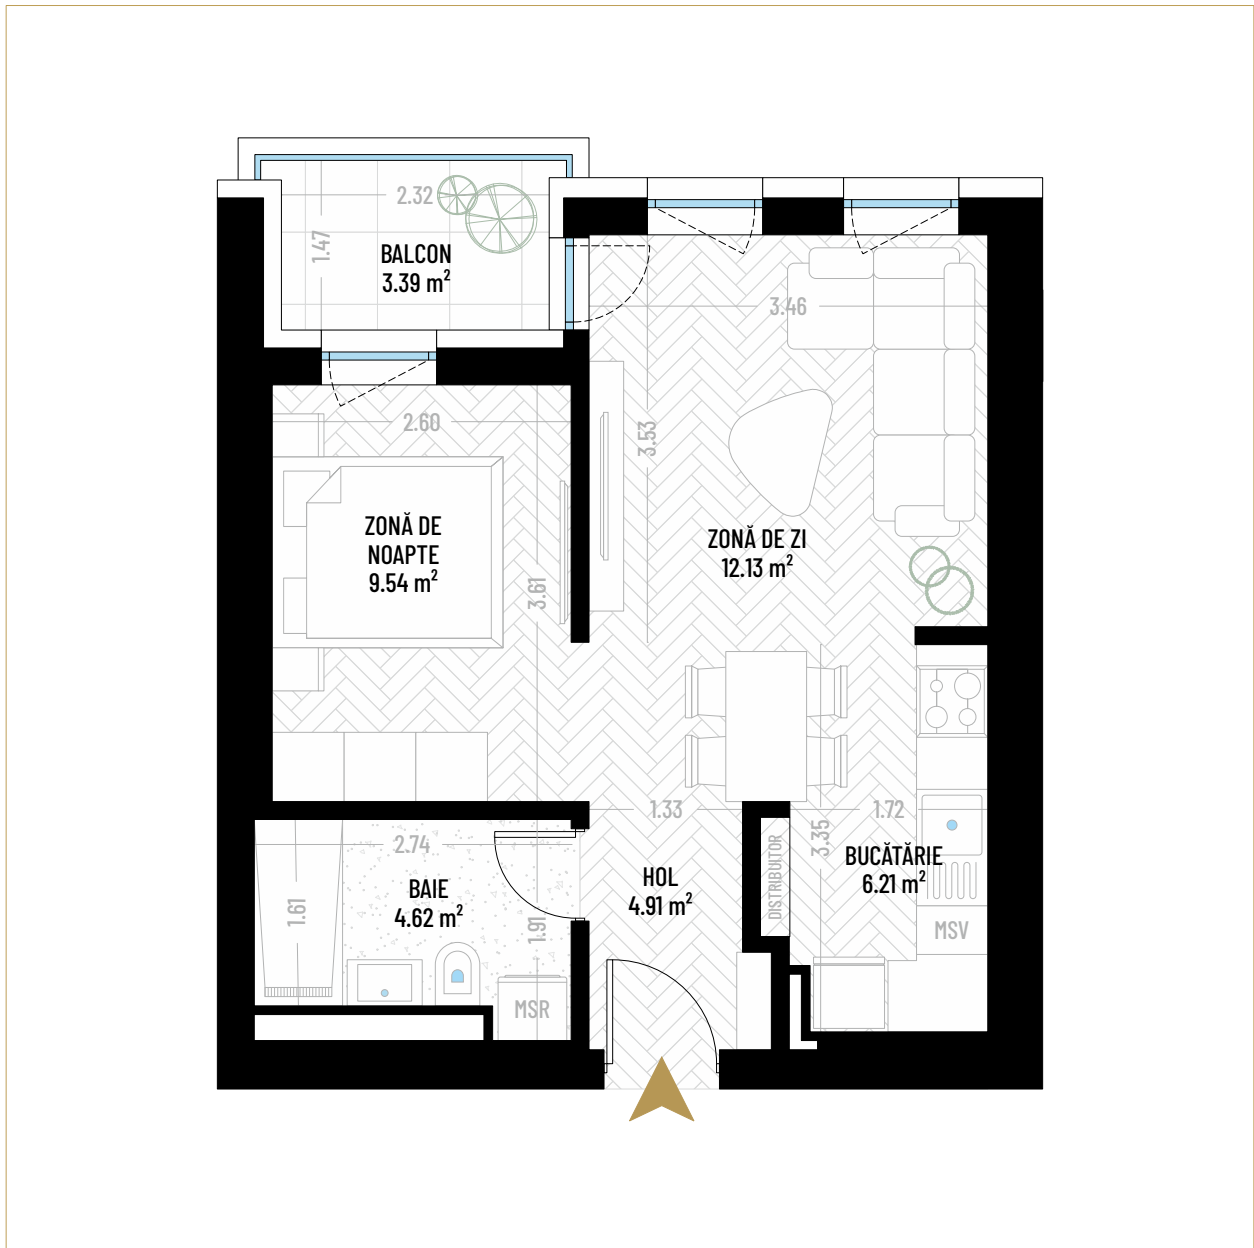 2.32
1.47
BALCON
3.39 m²
3.46
2.60
3.53
ZONĂ DE
NOAPTE
9.54 m²
3.61
ZONĂ DE ZI
12.13 m²
1.33
1.72
2.74
3.35
DISTRIBUITOR
BUCĂTĂRIE
6.21 m²
BAIE
4.62 m²
HOL
4.91 m²
1.61
1.91
MSV
MSR